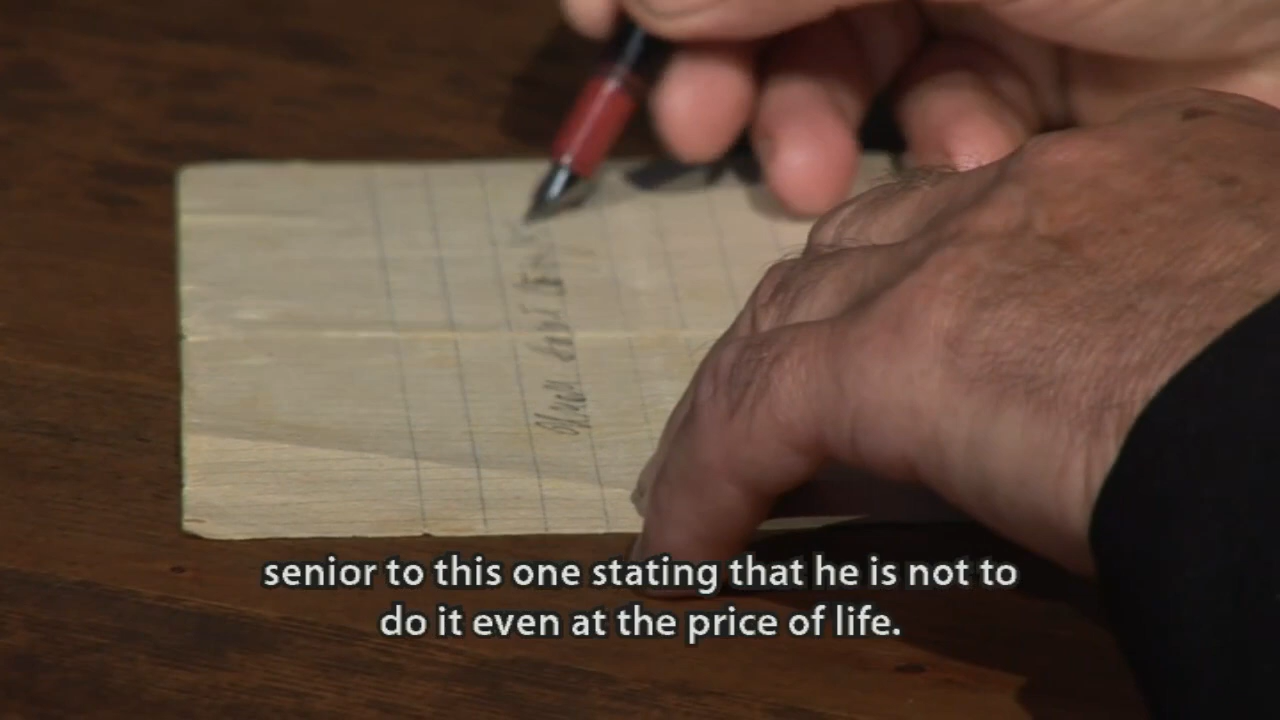 senior to this one stating that he is not to
do it even at the price of life.